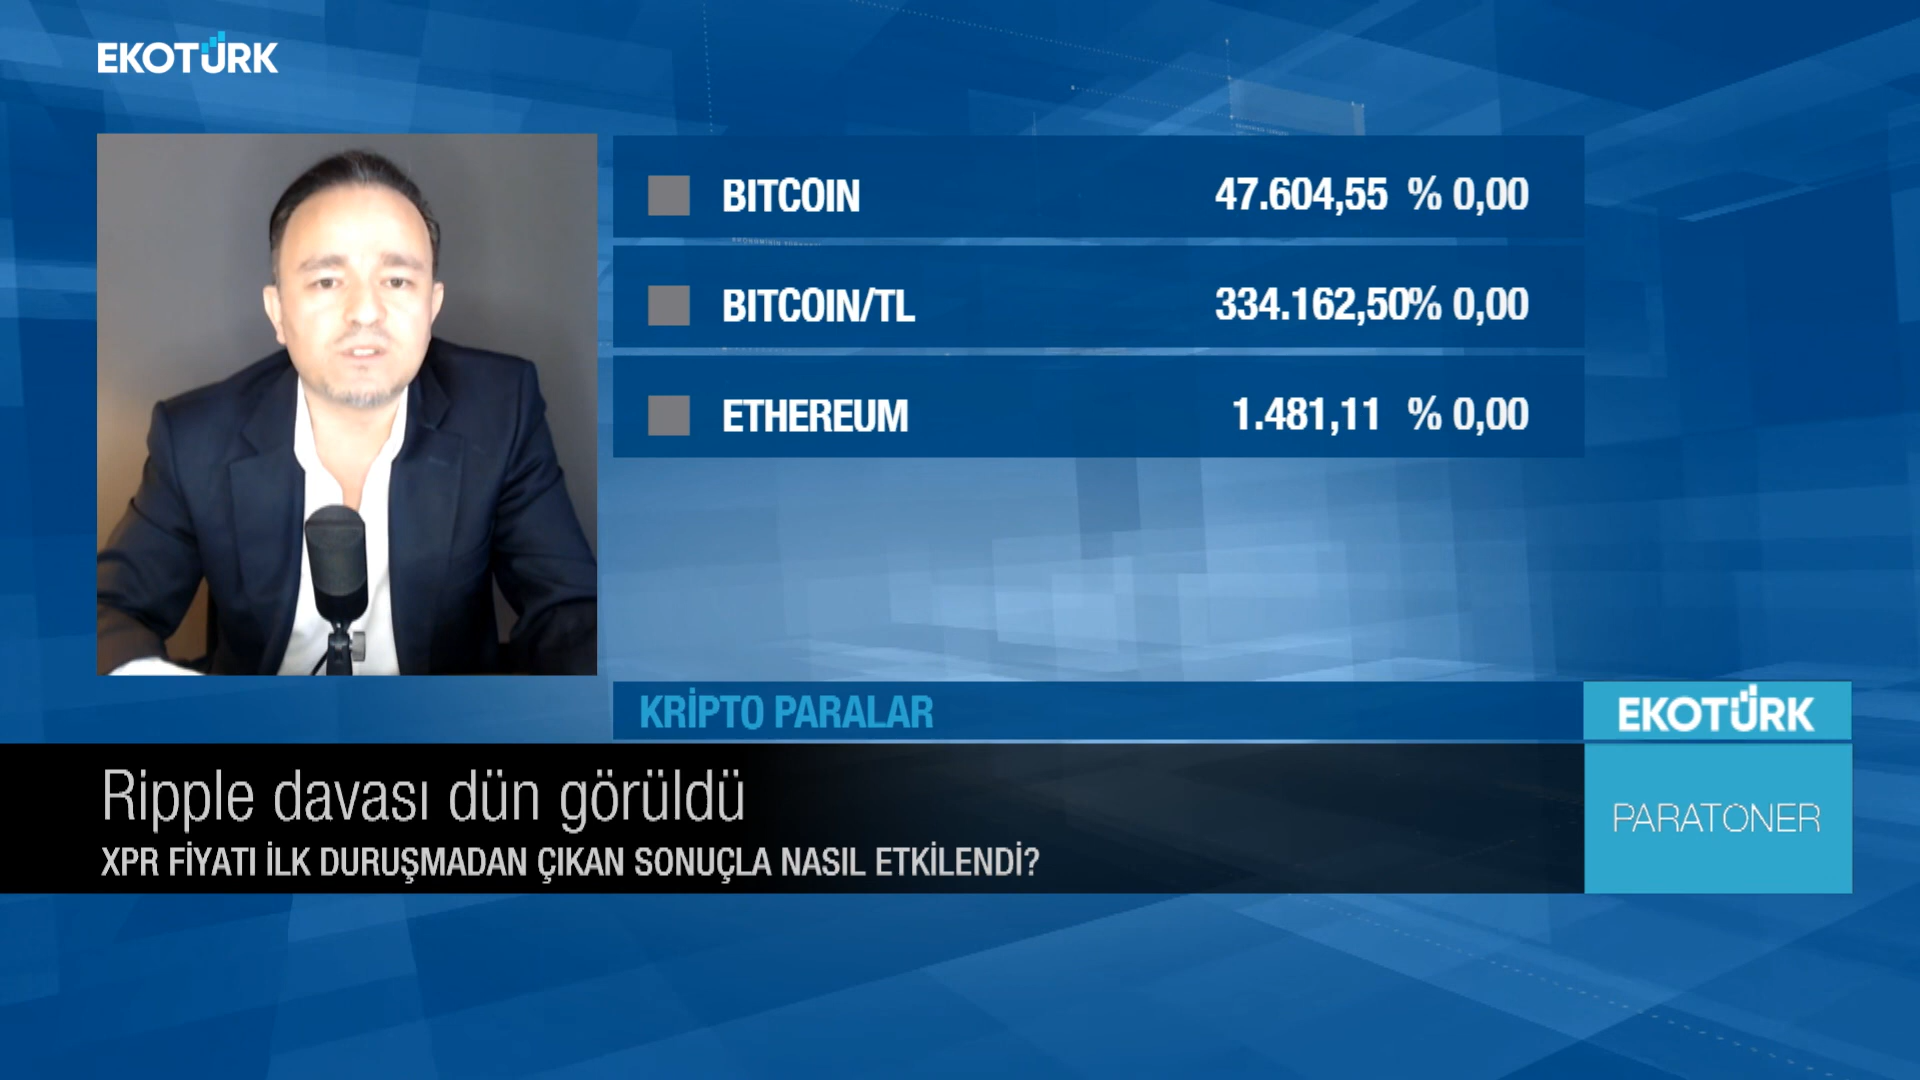 EKOTÜRK
BITCOIN 47.604,55 % 0,00
BITCOIN/TL 334.162,50% 0,00
ETHEREUM 1.481,11 % 0,00
KRİPTO PARALAR
EKOTÜRK
Ripple davası dün görüldü
XPR FİYATI İLK DURUŞMADAN ÇIKAN SONUÇLA NASIL ETKİLENDİ?
PARATONER